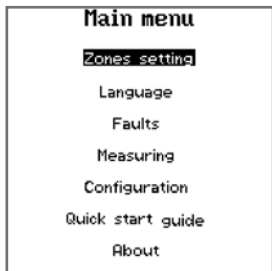 Main menu
Zones setting
Language
Faults
Measuring
Configuration
Quick start guide
About